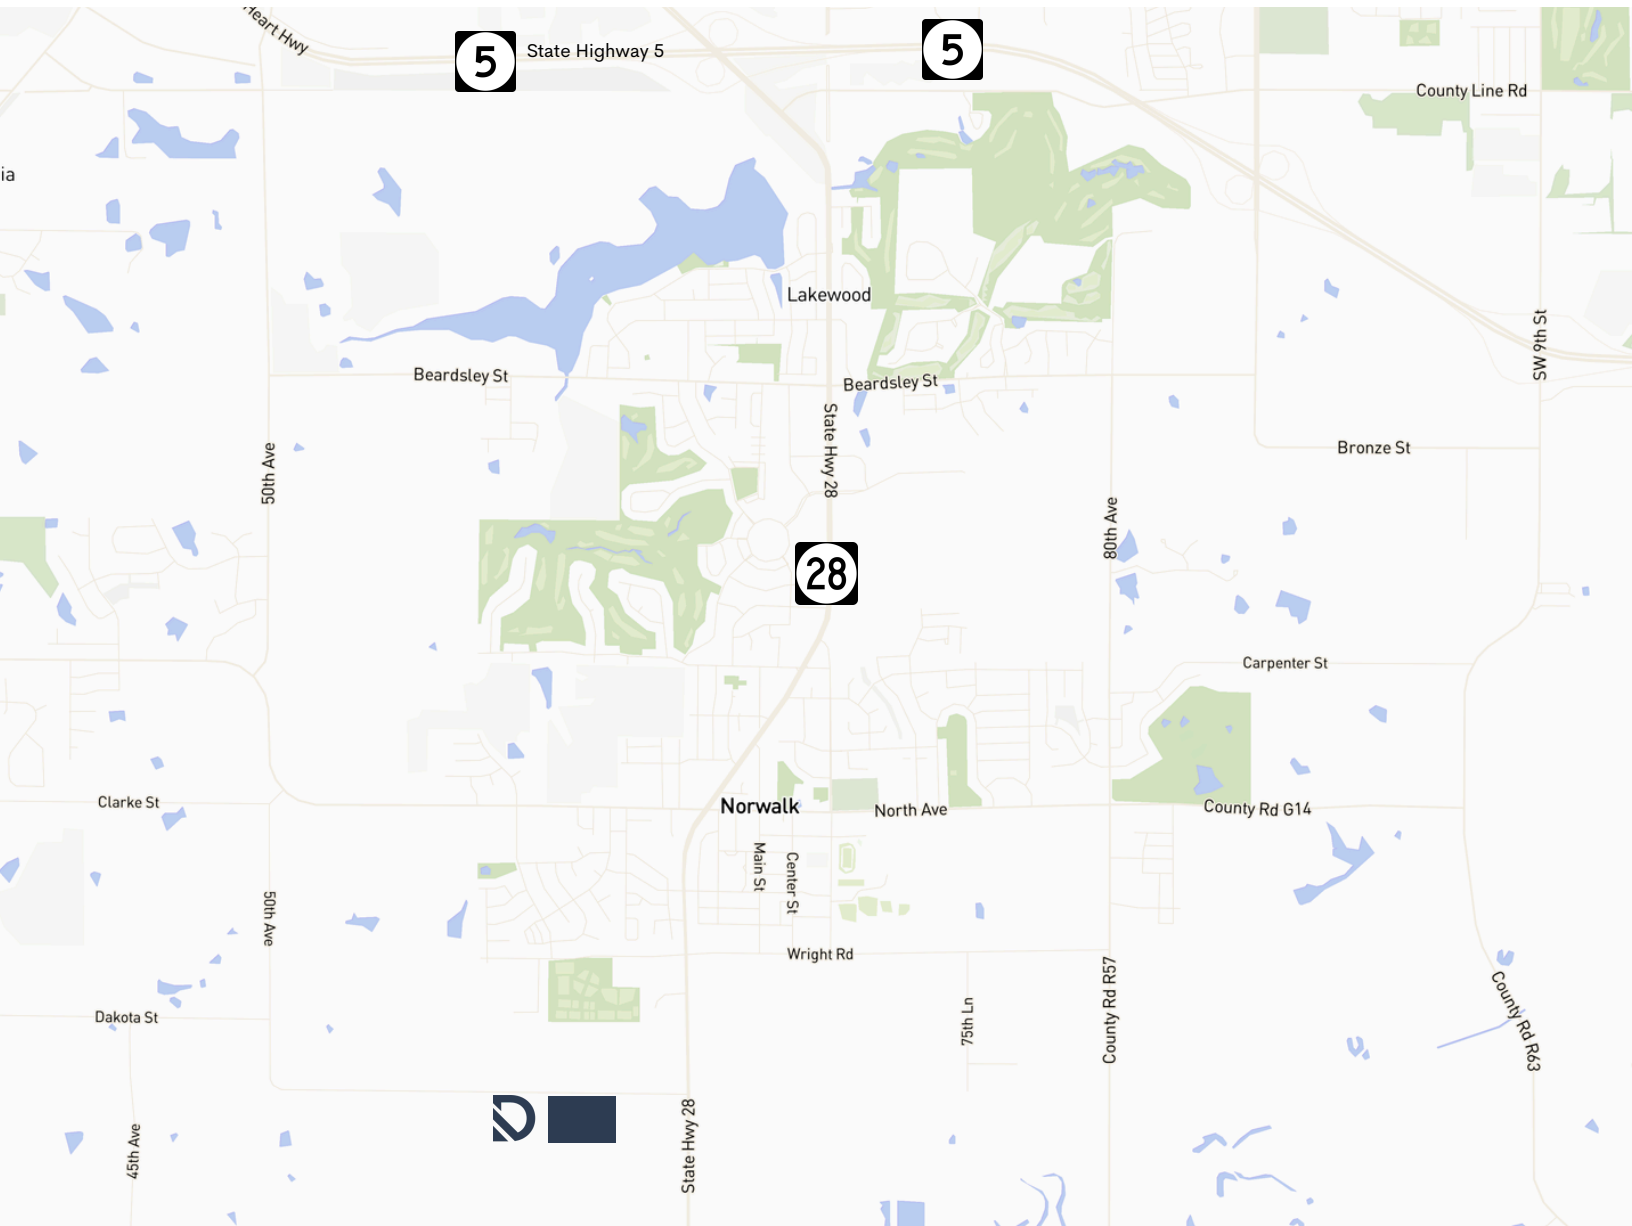 Heart Hwy
5
State Highway 5
5
County Line Rd
ia
Lakewood
SW 9th St
Beardsley St
Beardsley St
State Hwy 28
50th Ave
Bronze St
80th Ave
28
Carpenter St
Clarke St
Norwalk
North Ave
County Rd G14
Main St
Center St
50th Ave
Wright Rd
County Rd R57
75th Ln
County Rd R63
Dakota St
45th Ave
D
State Hwy 28